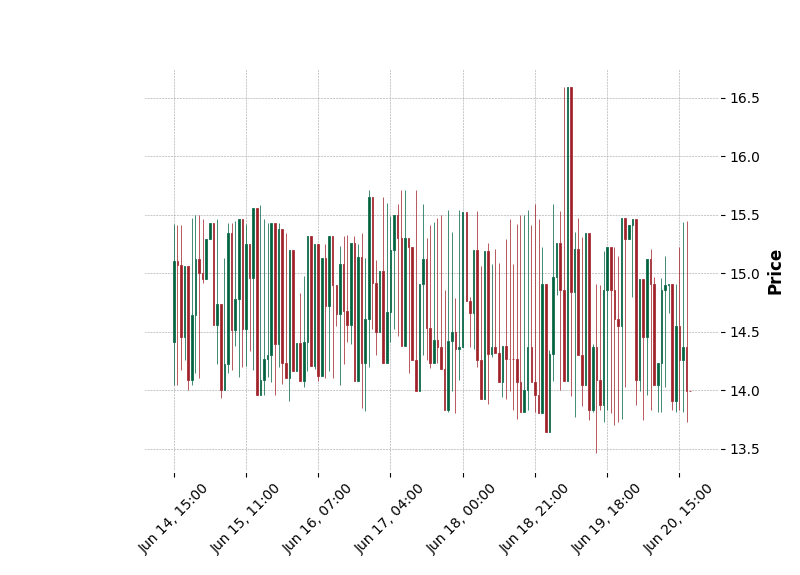 16.5
16.0
15.5
15.0
14.5
14.0
13.5
Price
Jun 14, 15:00
Jun 15, 11:00
Jun 16, 07:00
Jun 17, 04:00
Jun 18, 00:00
Jun 18, 21:00
Jun 19, 18:00
Jun 20, 15:00